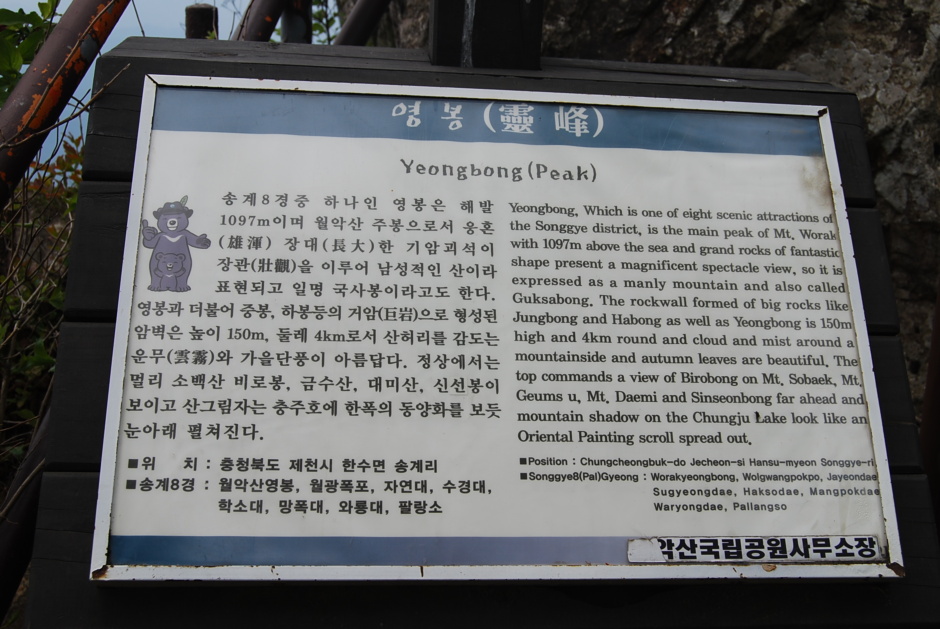 영봉(靈峰)
Yeongbong(Peak)
송계8경중 하나인 영봉은 해발
1097m이며 월악산 주봉으로서 웅혼
(雄渾) 장대(長大)한 기암괴석이
장관(壯觀)을 이루어 남성적인 산이라
표현되고 일명 국사봉이라고도 한다.
영봉과 더불어 중봉, 하봉등의 거암(巨岩)으로 형성된
암벽은 높이 150m, 둘레 4km로서 산허리를 감도는
운무(雲霧)와 가을단풍이 아름답다. 정상에서는
멀리 소백산 비로봉, 금수산, 대미산, 신선봉이
보이고 산그림자는 충주호에 한폭의 동양화를 보듯
눈아래 펼쳐진다.
■위 치 : 충청북도 제천시 한수면 송계리
■송계8경 : 월악산영봉, 월광폭포, 자연대, 수경대,
학소대, 망폭대, 와룡대, 팔랑소
Yeongbong, Which is one of eight scenic attractions of
the Songgye district, is the main peak of Mt. Worak
with 1097m above the sea and grand rocks of fantastic
shape present a magnificent spectacle view, so it is
expressed as a manly mountain and also called
Guksabong. The rockwall formed of big rocks like
Jungbong and Habong as well as Yeongbong is 150m
high and 4km round and cloud and mist around a
mountainside and autumn leaves are beautiful. The
top commands a view of Birobong on Mt. Sobaek, Mt.
Geums u, Mt. Daemi and Sinseonbong far ahead and
mountain shadow on the Chungju Lake look like an
Oriental Painting scroll spread out.
■Position : Chungcheongbuk-do Jecheon-si Hansu-myeon Songgye-ri.
■Songgye8(Pal)Gyeong : Worakyeongbong, Wolgwangpokpo, Jayeondae
Sugyeongdae, Haksodae, Mangpokdae
Waryongdae, Pallangso
악산국립공원사무소장